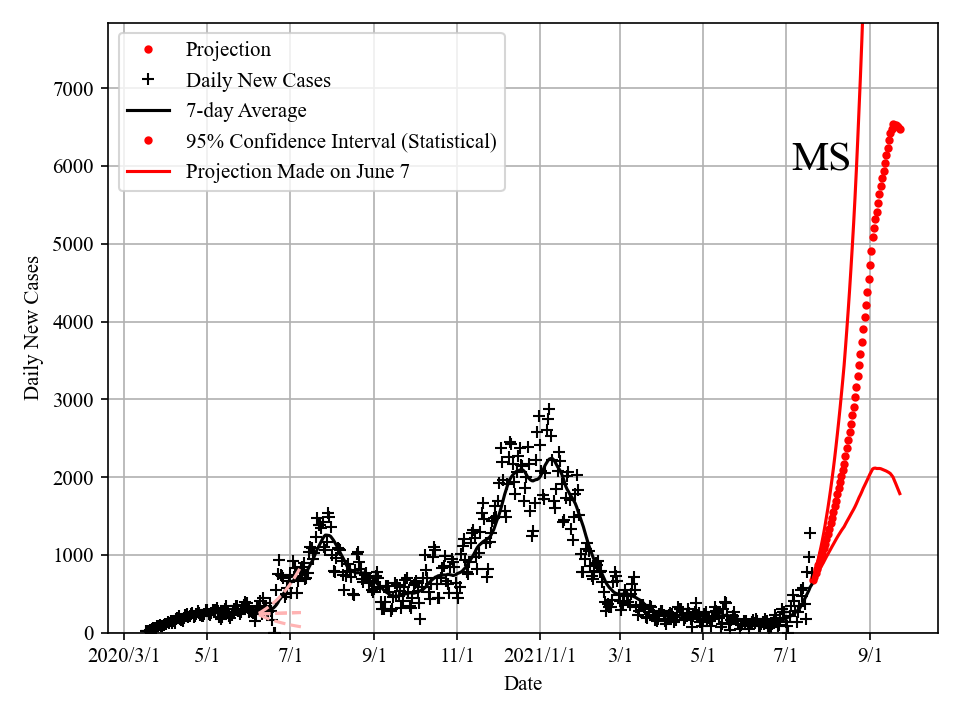 Projection
Daily New Cases
7-day Average
95% Confidence Interval (Statistical)
Projection Made on June 7
MS
7000
6000
5000
4000
3000
2000
1000
0
Daily New Cases
2020/3/1 5/1 7/1 9/1 11/1 2021/1/1 3/1 5/1 7/1 9/1
Date